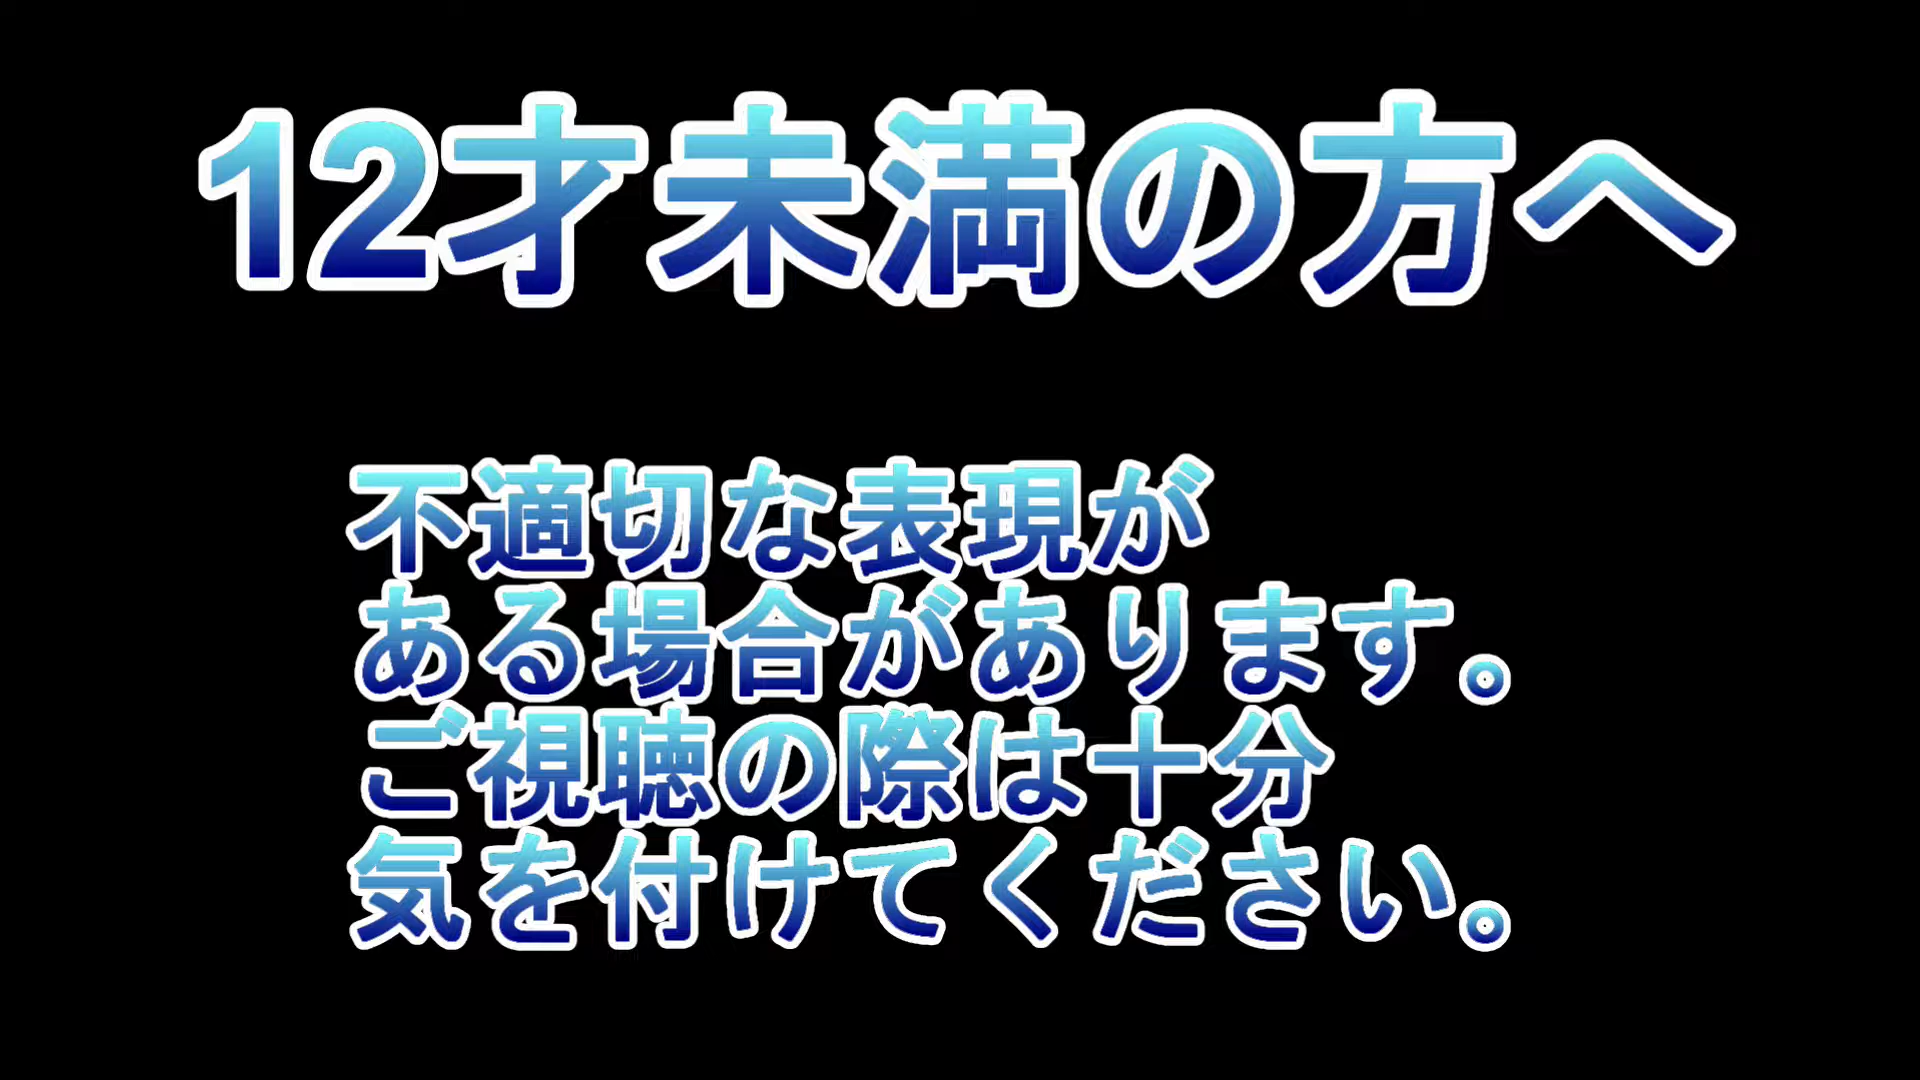 12才未満の方へ
不適切な表現が
ある場合があります。
ご視聴の際は十分
気を付けてください。